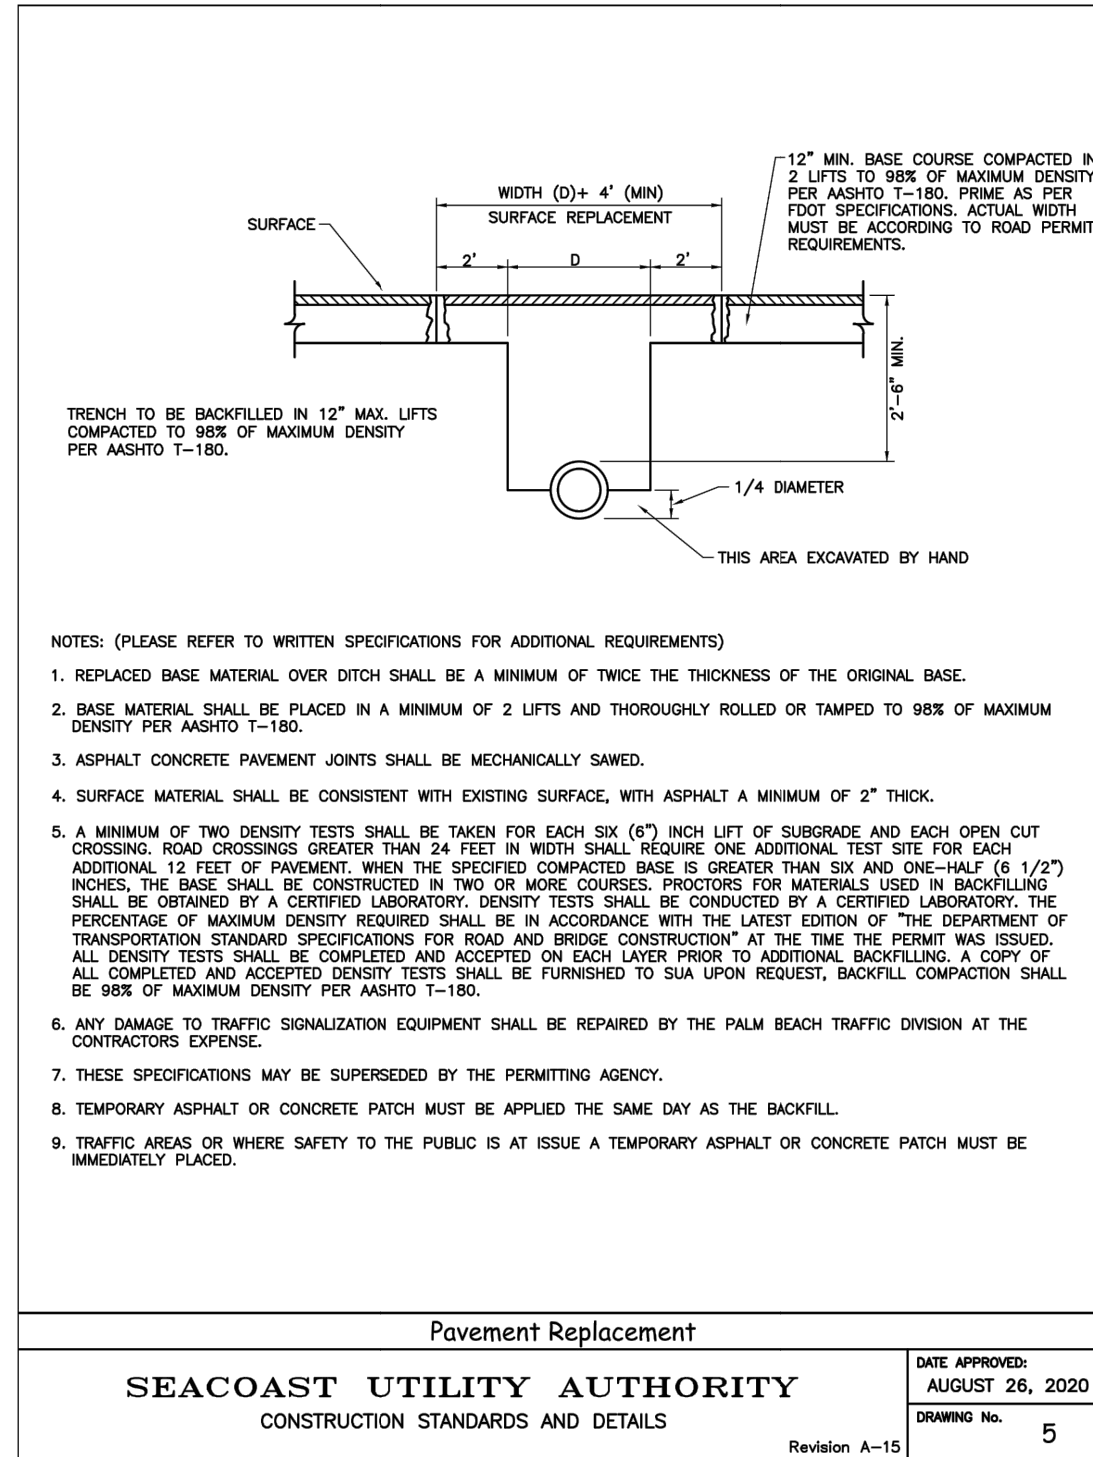 12" MIN. BASE COURSE COMPACTED IN
2 LIFTS TO 98% OF MAXIMUM DENSITY
PER AASHTO T-180. PRIME AS PER
FDOT SPECIFICATIONS. ACTUAL WIDTH
MUST BE ACCORDING TO ROAD PERMIT
REQUIREMENTS.
WIDTH (D)+ 4' (MIN)
SURFACE REPLACEMENT
SURFACE
2'
D
2'
2'-6" MIN.
TRENCH TO BE BACKFILLED IN 12" MAX. LIFTS
COMPACTED TO 98% OF MAXIMUM DENSITY
PER AASHTO T-180.
1/4 DIAMETER
THIS AREA EXCAVATED BY HAND
NOTES: (PLEASE REFER TO WRITTEN SPECIFICATIONS FOR ADDITIONAL REQUIREMENTS)
1. REPLACED BASE MATERIAL OVER DITCH SHALL BE A MINIMUM OF TWICE THE THICKNESS OF THE ORIGINAL BASE.
2. BASE MATERIAL SHALL BE PLACED IN A MINIMUM OF 2 LIFTS AND THOROUGHLY ROLLED OR TAMPED TO 98% OF MAXIMUM
DENSITY PER AASHTO T-180.
3. ASPHALT CONCRETE PAVEMENT JOINTS SHALL BE MECHANICALLY SAWED.
4. SURFACE MATERIAL SHALL BE CONSISTENT WITH EXISTING SURFACE, WITH ASPHALT A MINIMUM OF 2" THICK.
5. A MINIMUM OF TWO DENSITY TESTS SHALL BE TAKEN FOR EACH SIX (6") INCH LIFT OF SUBGRADE AND EACH OPEN CUT
CROSSING. ROAD CROSSINGS GREATER THAN 24 FEET IN WIDTH SHALL REQUIRE ONE ADDITIONAL TEST SITE FOR EACH
ADDITIONAL 12 FEET OF PAVEMENT. WHEN THE SPECIFIED COMPACTED BASE IS GREATER THAN SIX AND ONE-HALF (6 1/2")
INCHES, THE BASE SHALL BE CONSTRUCTED IN TWO OR MORE COURSES. PROCTORS FOR MATERIALS USED IN BACKFILLING
SHALL BE OBTAINED BY A CERTIFIED LABORATORY. DENSITY TESTS SHALL BE CONDUCTED BY A CERTIFIED LABORATORY. THE
PERCENTAGE OF MAXIMUM DENSITY REQUIRED SHALL BE IN ACCORDANCE WITH THE LATEST EDITION OF "THE DEPARTMENT OF
TRANSPORTATION STANDARD SPECIFICATIONS FOR ROAD AND BRIDGE CONSTRUCTION" AT THE TIME THE PERMIT WAS ISSUED.
ALL DENSITY TESTS SHALL BE COMPLETED AND ACCEPTED ON EACH LAYER PRIOR TO ADDITIONAL BACKFILLING. A COPY OF
ALL COMPLETED AND ACCEPTED DENSITY TESTS SHALL BE FURNISHED TO SUA UPON REQUEST, BACKFILL COMPACTION SHALL
BE 98% OF MAXIMUM DENSITY PER AASHTO T-180.
6. ANY DAMAGE TO TRAFFIC SIGNALIZATION EQUIPMENT SHALL BE REPAIRED BY THE PALM BEACH TRAFFIC DIVISION AT THE
CONTRACTORS EXPENSE.
7. THESE SPECIFICATIONS MAY BE SUPERSEDED BY THE PERMITTING AGENCY.
8. TEMPORARY ASPHALT OR CONCRETE PATCH MUST BE APPLIED THE SAME DAY AS THE BACKFILL.
9. TRAFFIC AREAS OR WHERE SAFETY TO THE PUBLIC IS AT ISSUE A TEMPORARY ASPHALT OR CONCRETE PATCH MUST BE
IMMEDIATELY PLACED.
Pavement Replacement
SEACOAST UTILITY AUTHORITY
CONSTRUCTION STANDARDS AND DETAILS
Revision A-15
DATE APPROVED:
AUGUST 26, 2020
DRAWING No.
5